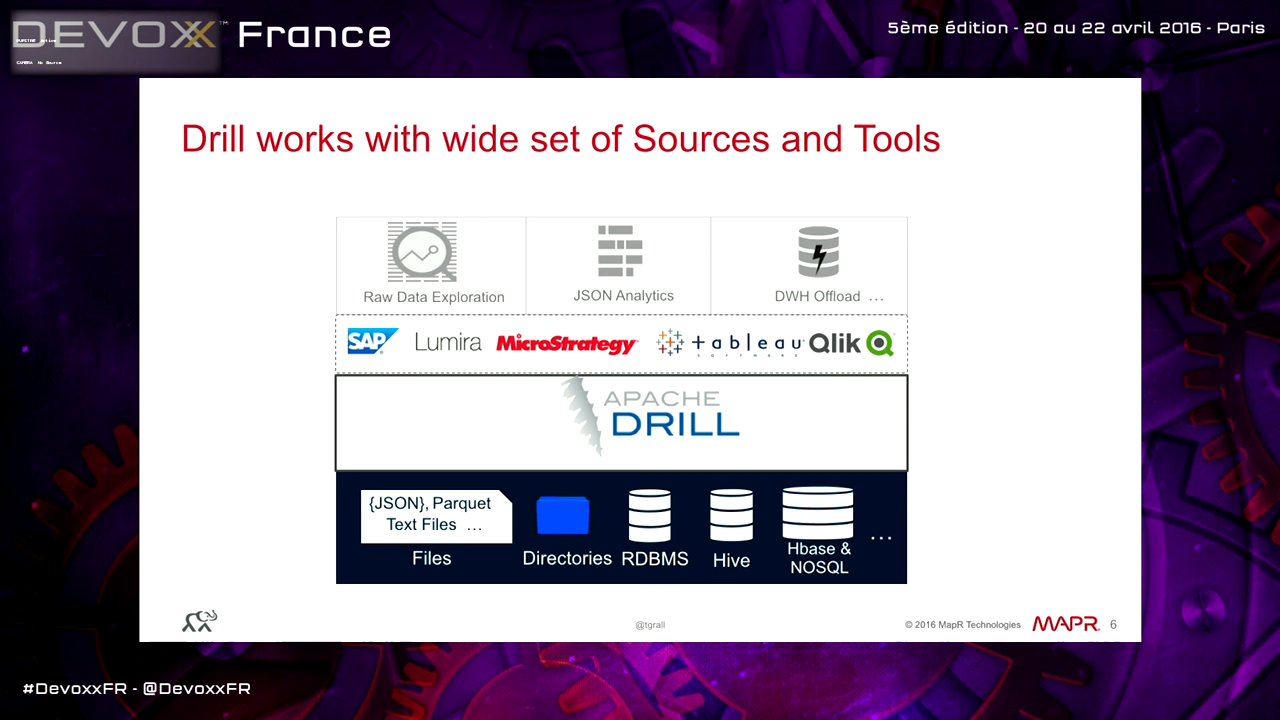 DEVOXX™ France
5ème édition - 20 au 22 avril 2016 - Paris
Drill works with wide set of Sources and Tools
Raw Data Exploration
JSON Analytics
DWH Offload ...
SAP Lumira MicroStrategy tableau Qlik
software
APACHE
DRILL
{JSON}, Parquet
Text Files ...
Files
Directories
RDBMS
Hive
Hbase &
NOSQL
...
@tgrall
© 2016 MapR Technologies
MAPR
6
#DevoxxFR - @DevoxxFR